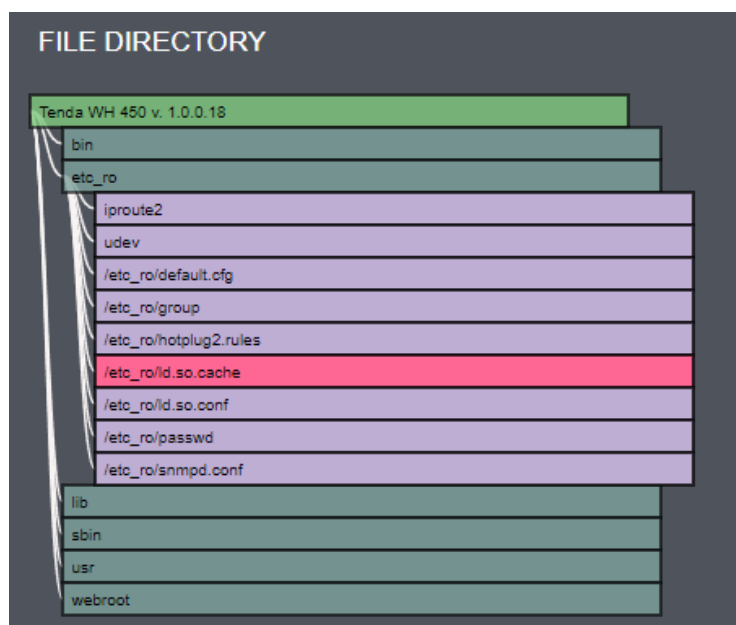 FILE DIRECTORY
Tenda WH 450 v. 1.0.0.18
bin
etc_ro
iproute2
udev
/etc_ro/default.cfg
/etc_ro/group
/etc_ro/hotplug2.rules
/etc_ro/ld.so.cache
/etc_ro/ld.so.conf
/etc_ro/passwd
/etc_ro/snmpd.conf
lib
sbin
usr
webroot